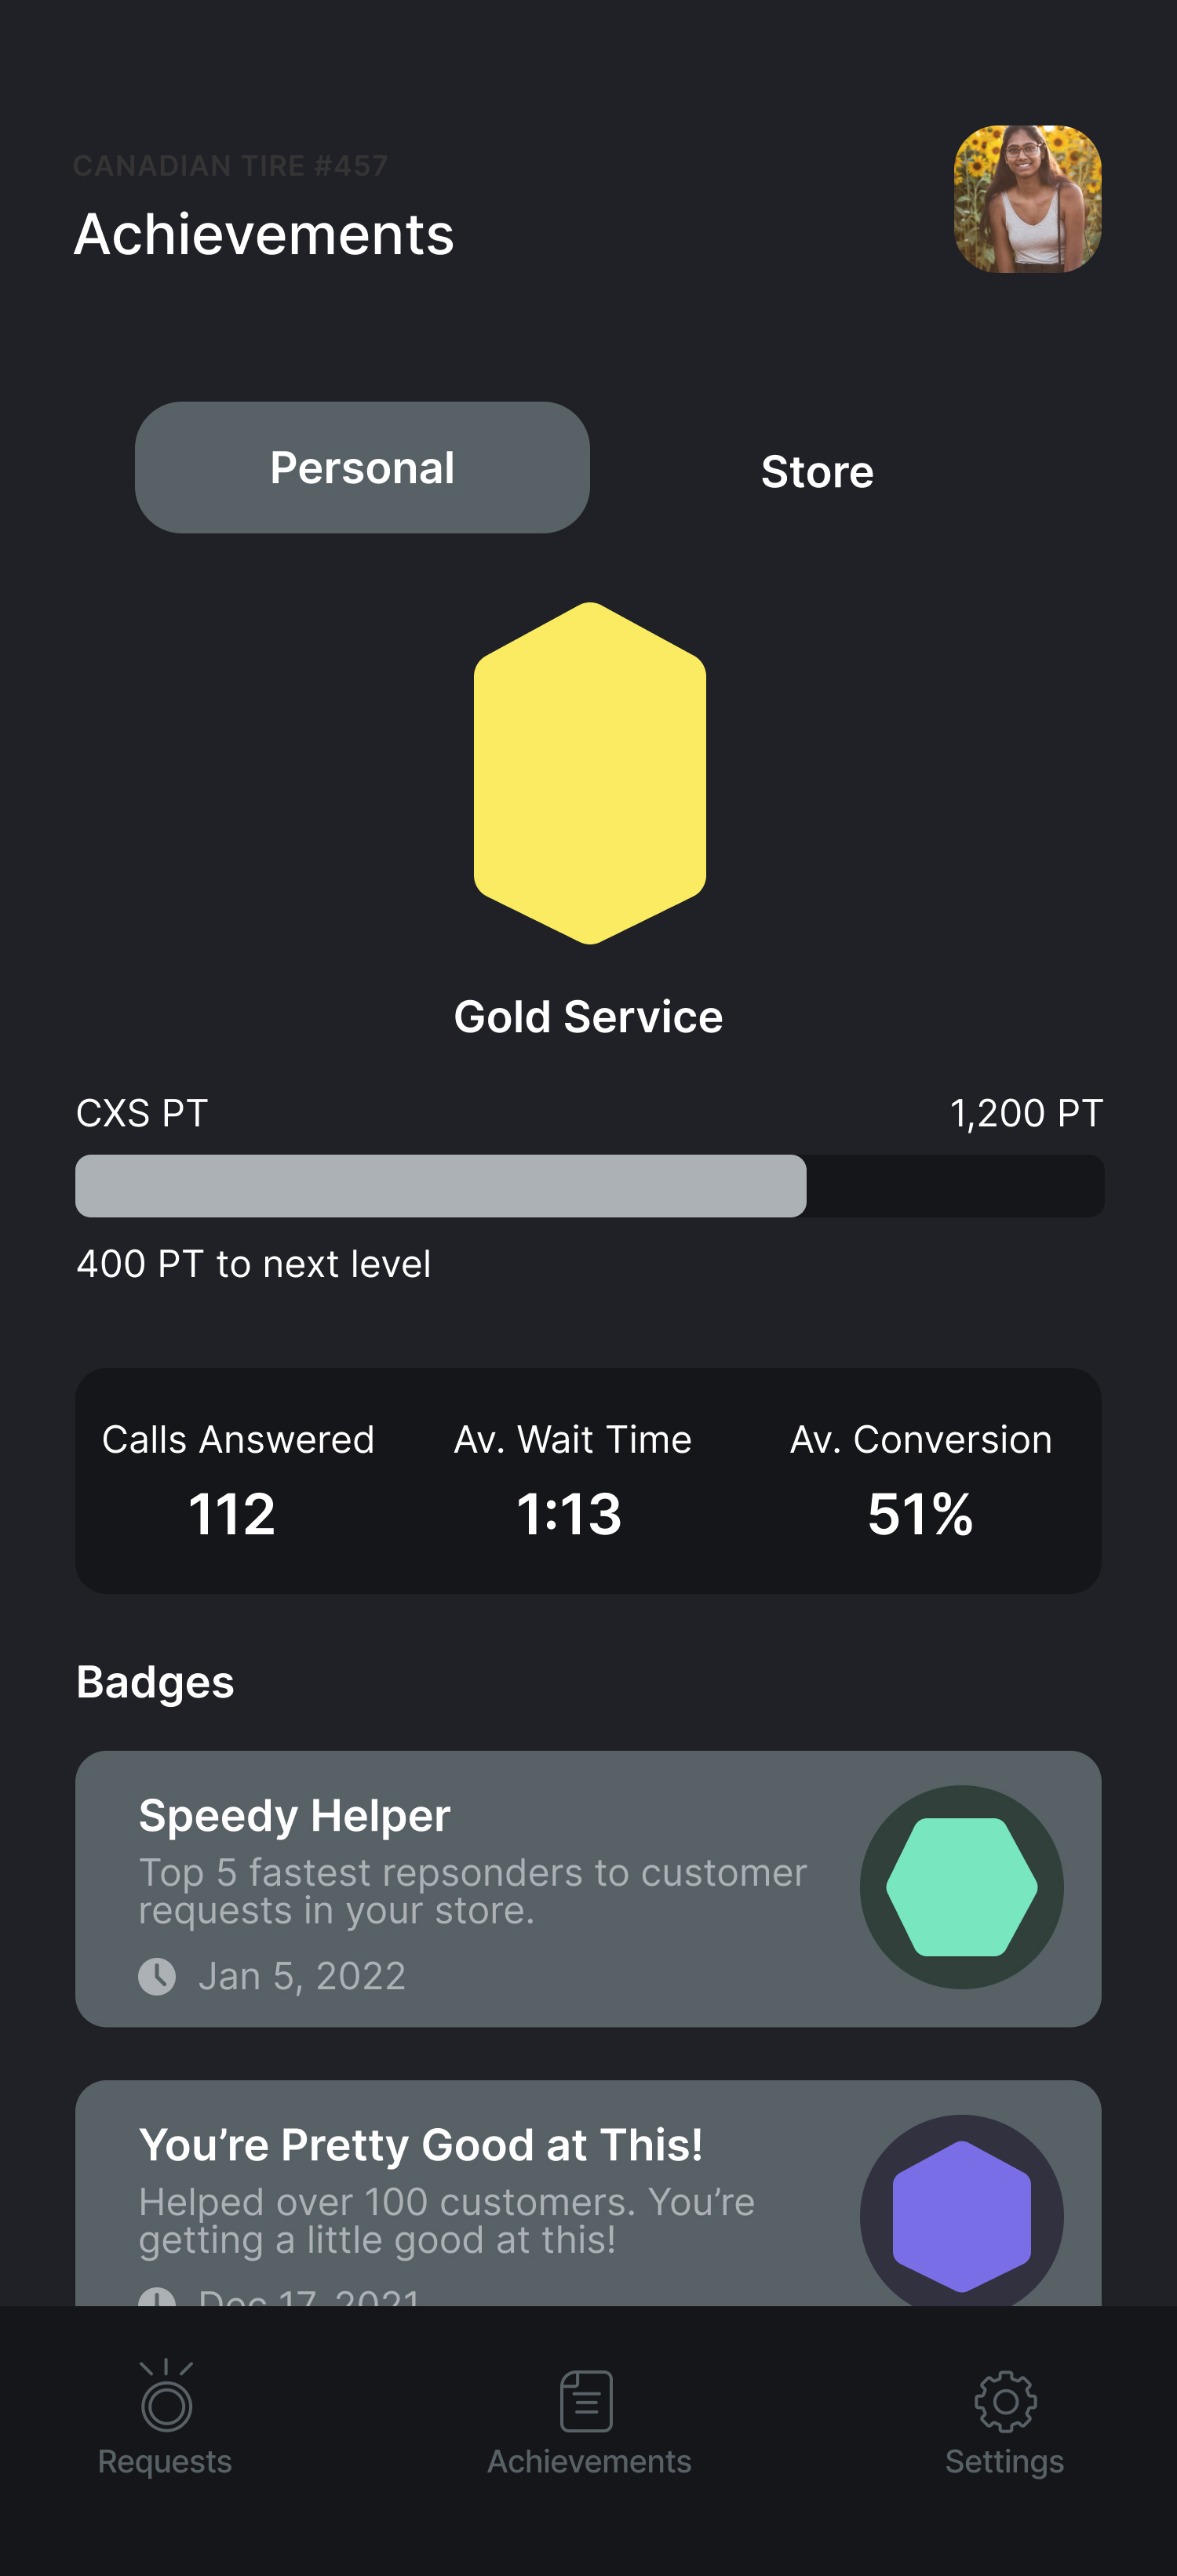 CANADIAN TIRE #457
Achievements
Personal
Store
Gold Service
CXS PT
1,200 PT
400 PT to next level
Calls Answered
Av. Wait Time
Av. Conversion
112
1:13
51%
Badges
Speedy Helper
Top 5 fastest repsonders to customer
requests in your store.
Jan 5, 2022
You’re Pretty Good at This!
Helped over 100 customers. You’re
getting a little good at this!
Dec 17, 2021
Requests
Achievements
Settings